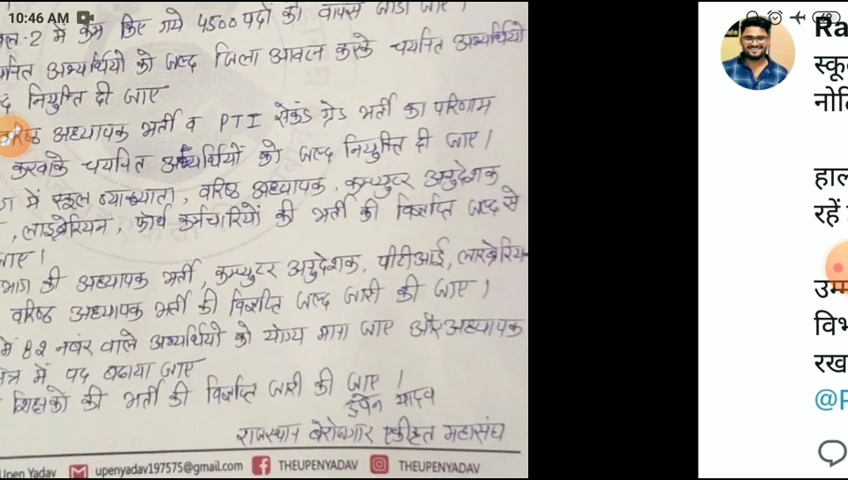 10:46 AM
ल-2 में कम किए गये 4500 पदों को वापस जोडा जाए।
अभ्यर्थियों को जल्द जिला आवंटन करके चयनित अभ्यर्थियों
नियुक्ति दी जाए
वरिष्ठ अध्यापक भर्ती व PTI सेकंड ग्रेड भर्ती का परिणाम
करवाके चयनित अभ्यर्थियों को जल्द नियुक्ति दी जाए।
में स्कूल व्याख्याता, वरिष्ठ अध्यापक, कम्प्युटर अनुदेशक
, लाइब्रेरियन, फोर्थ कर्मचारियों की भर्ती की विज्ञप्ति जल्द से
जाए।
भाग की अध्यापक भर्ती, कम्प्युटर अनुदेशक, पीटीआई, लाइब्रेरिय-
वरिष्ठ अध्यापक भर्ती की विज्ञप्ति जल्द जारी की जाए।
में 82 नंबर वाले अभ्यर्थियों को योग्य माना जाए और अध्यापक
में पद बढाया जाए
शिक्षकों की भर्ती की विज्ञप्ति जारी की जाए।
उपेन यादव
राजस्थान बेरोजगार एकीकृत महासंघ
Upen Yadav upenyadav197575@gmail.com THEUPENYADAV THEUPENYADAV
Ra
स्कू
नोटि
हाल
रहें
उम्म
विभ
रख
@P